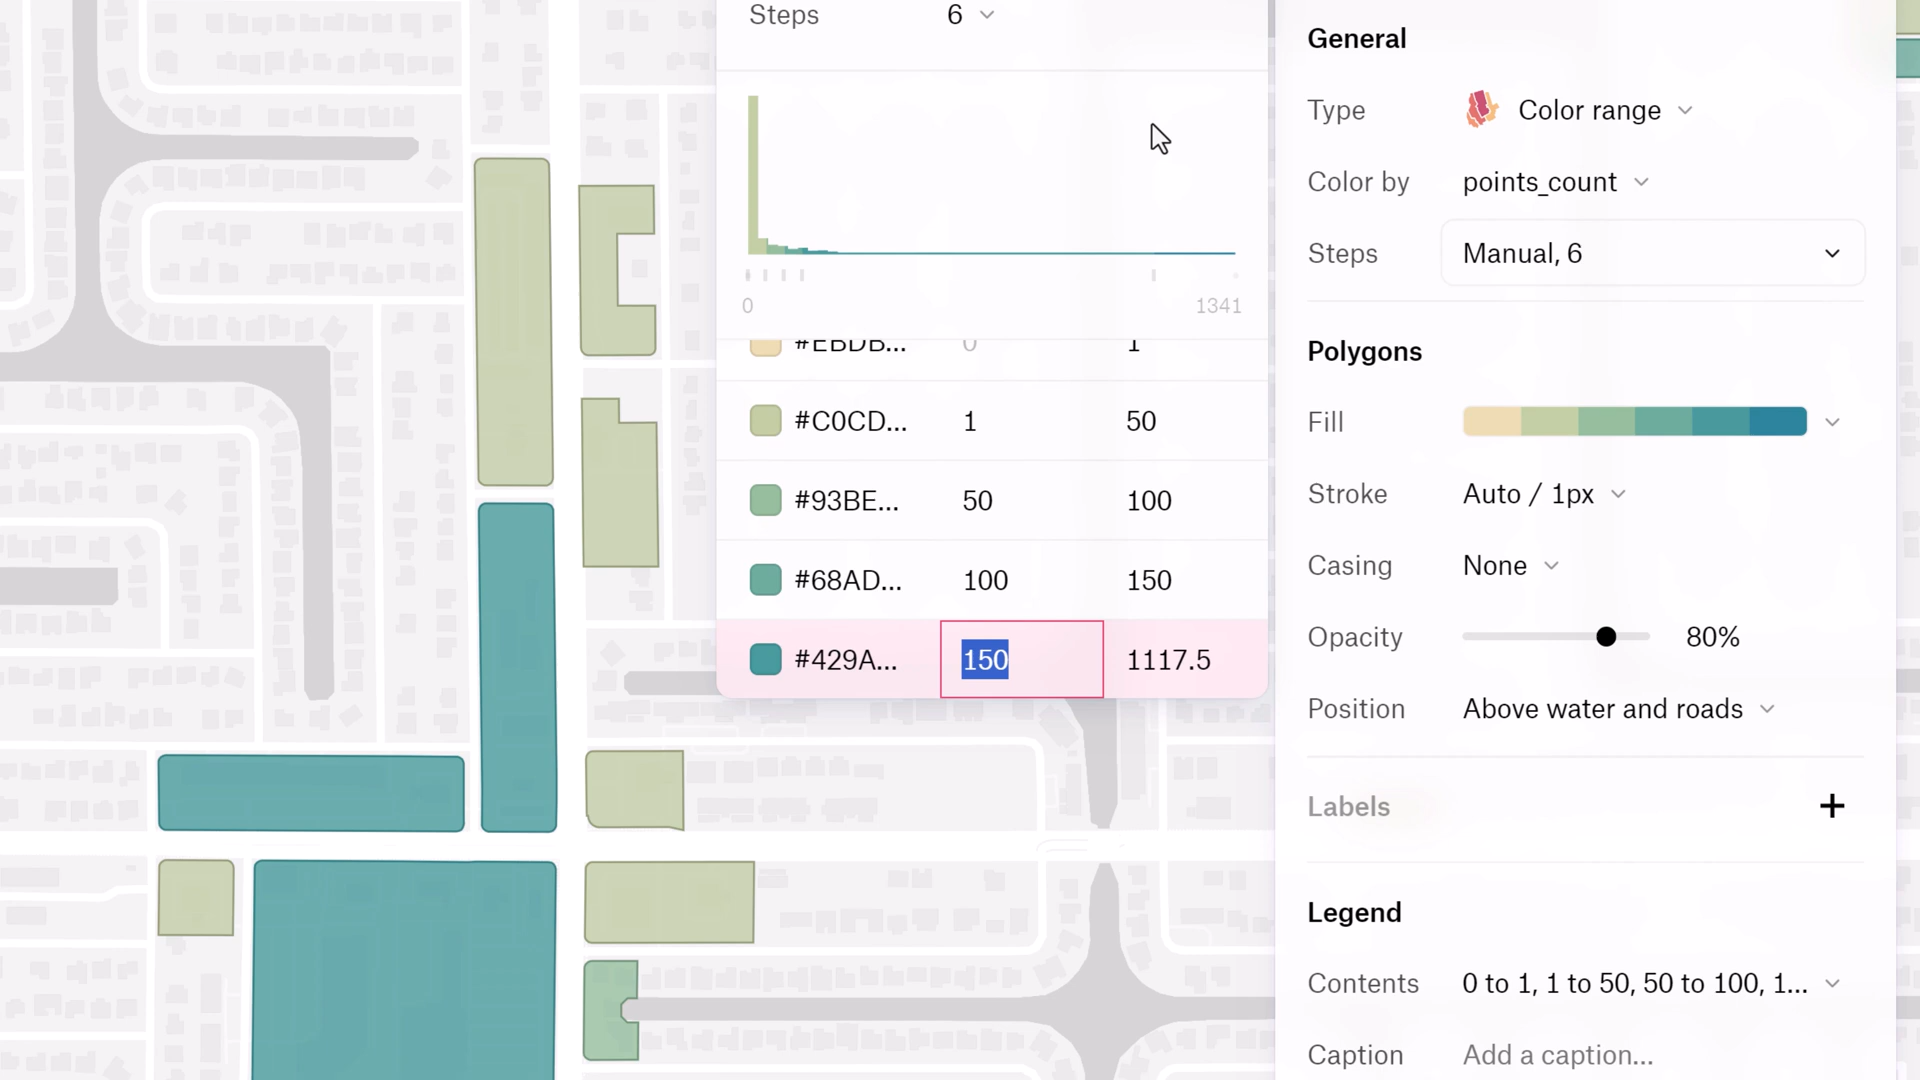 Steps 6
0 1341
#EBDB... 0 1
#C0CD... 1 50
#93BE... 50 100
#68AD... 100 150
#429A... 150 1117.5
General
Type Color range
Color by points_count
Steps Manual, 6
Polygons
Fill
Stroke Auto / 1px
Casing None
Opacity 80%
Position Above water and roads
Labels +
Legend
Contents 0 to 1, 1 to 50, 50 to 100, 1...
Caption Add a caption...